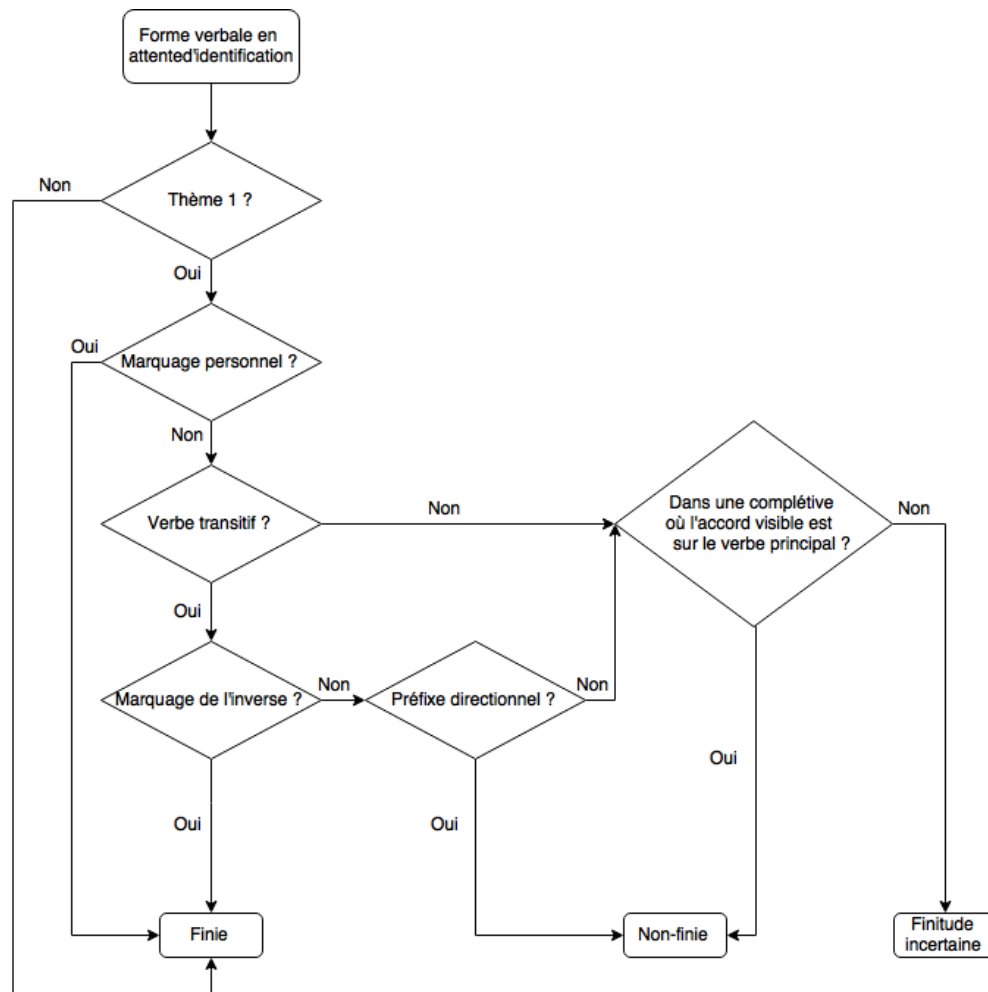 Forme verbale en
attented'identification
Non
Thème 1 ?
Oui
Oui
Marquage personnel ?
Non
Verbe transitif ?
Non
Dans une complétive
où l'accord visible est
sur le verbe principal ?
Non
Oui
Marquage de l'inverse ?
Non
Préfixe directionnel ?
Non
Oui
Oui
Oui
Finie
Non-finie
Finitude
incertaine